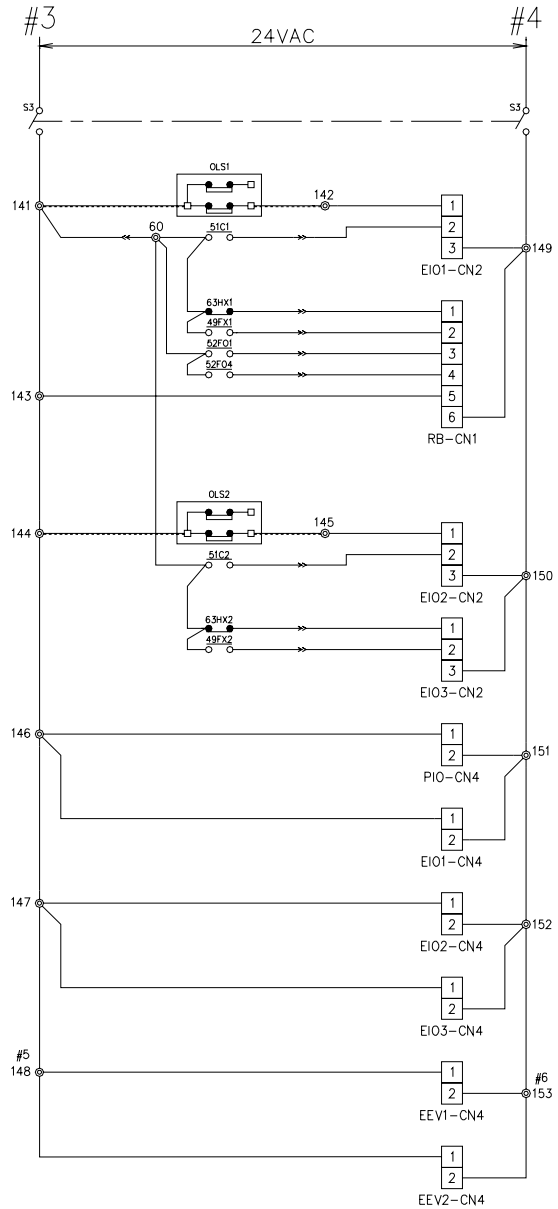 #3
#4
24VAC
S3
S3
OLS1
141
142
1
60
51C1
2
3
149
EIO1-CN2
63HX1
1
49FX1
2
52FO1
3
52FO4
4
143
5
6
RB-CN1
OLS2
144
145
1
51C2
2
3
150
EIO2-CN2
63HX2
1
49FX2
2
3
EIO3-CN2
146
1
2
151
PIO-CN4
1
2
EIO1-CN4
147
1
2
152
EIO2-CN4
1
2
EIO3-CN4
#5
148
1
#6
2
153
EEV1-CN4
1
2
EEV2-CN4